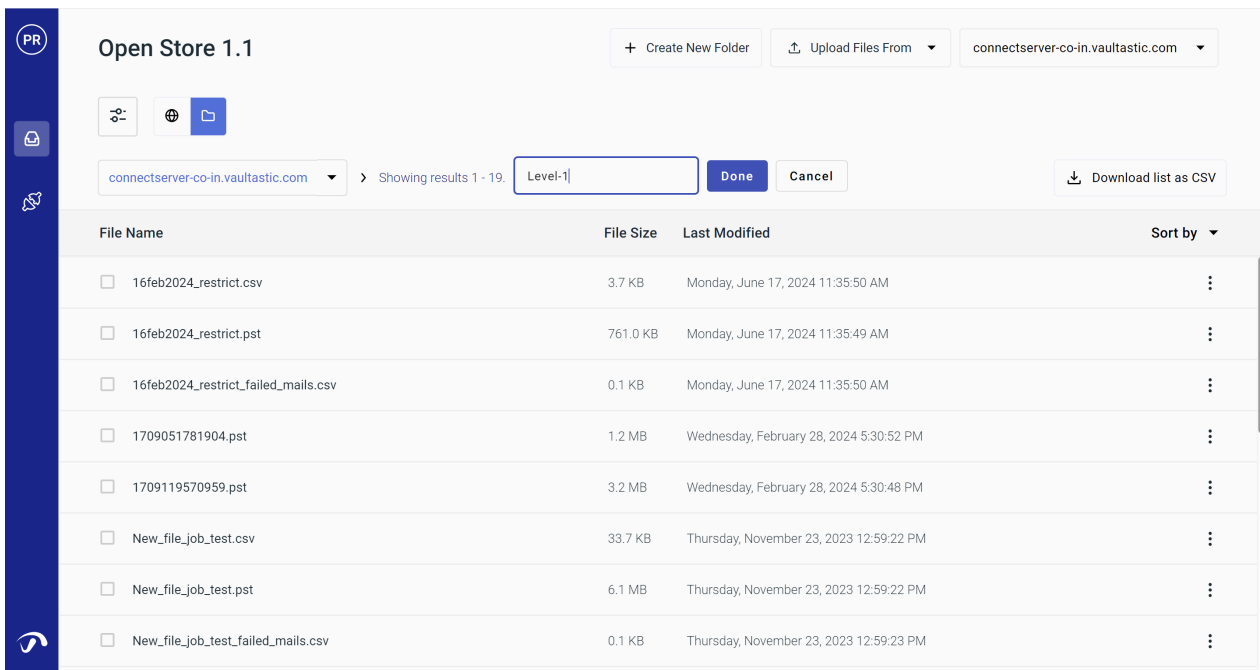 PR
Open Store 1.1
Create New Folder
Upload Files From
connectserver-co-in.vaultastic.com
connectserver-co-in.vaultastic.com
Showing results 1 - 19.
Level-1
Done
Cancel
Download list as CSV
File Name File Size Last Modified Sort by
16feb2024_restrict.csv 3.7 KB Monday, June 17, 2024 11:35:50 AM
16feb2024_restrict.pst 761.0 KB Monday, June 17, 2024 11:35:49 AM
16feb2024_restrict_failed_mails.csv 0.1 KB Monday, June 17, 2024 11:35:50 AM
1709051781904.pst 1.2 MB Wednesday, February 28, 2024 5:30:52 PM
1709119570959.pst 3.2 MB Wednesday, February 28, 2024 5:30:48 PM
New_file_job_test.csv 33.7 KB Thursday, November 23, 2023 12:59:22 PM
New_file_job_test.pst 6.1 MB Thursday, November 23, 2023 12:59:22 PM
New_file_job_test_failed_mails.csv 0.1 KB Thursday, November 23, 2023 12:59:23 PM